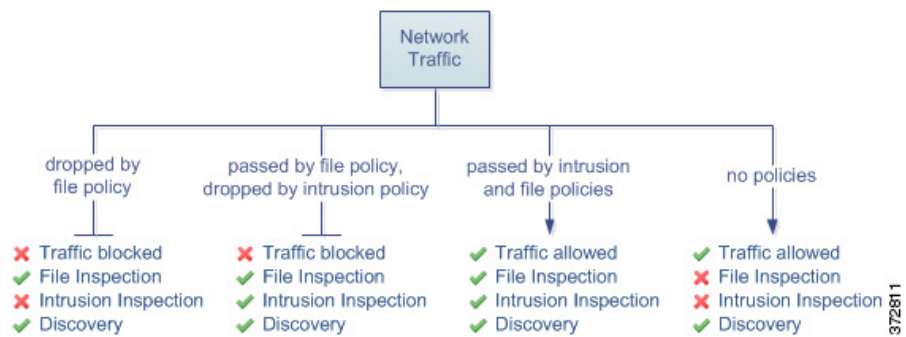 Network
Traffic
dropped by
file policy
passed by file policy,
dropped by intrusion policy
passed by intrusion
and file policies
no policies
Traffic blocked
File Inspection
Intrusion Inspection
Discovery
Traffic blocked
File Inspection
Intrusion Inspection
Discovery
Traffic allowed
File Inspection
Intrusion Inspection
Discovery
Traffic allowed
File Inspection
Intrusion Inspection
Discovery
372811